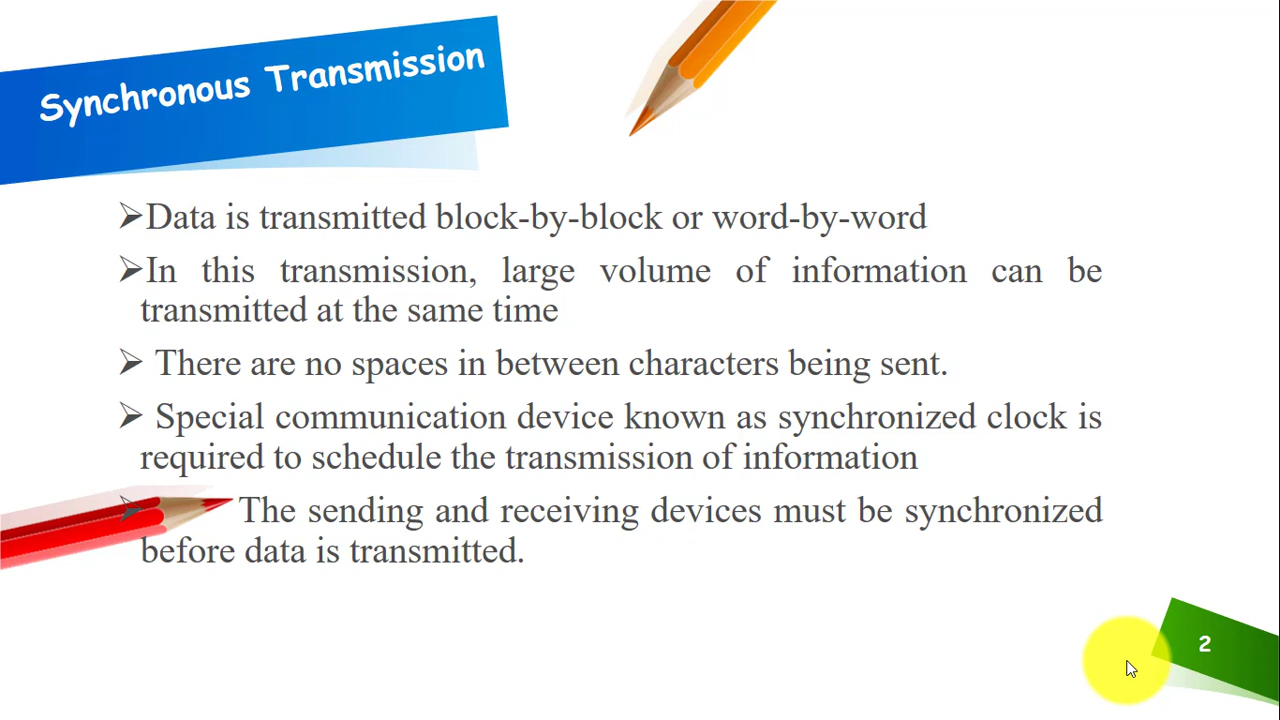 Synchronous Transmission
➢Data is transmitted block-by-block or word-by-word
➢In this transmission, large volume of information can be
transmitted at the same time
➢ There are no spaces in between characters being sent.
➢ Special communication device known as synchronized clock is
required to schedule the transmission of information
➢ The sending and receiving devices must be synchronized
before data is transmitted.
2